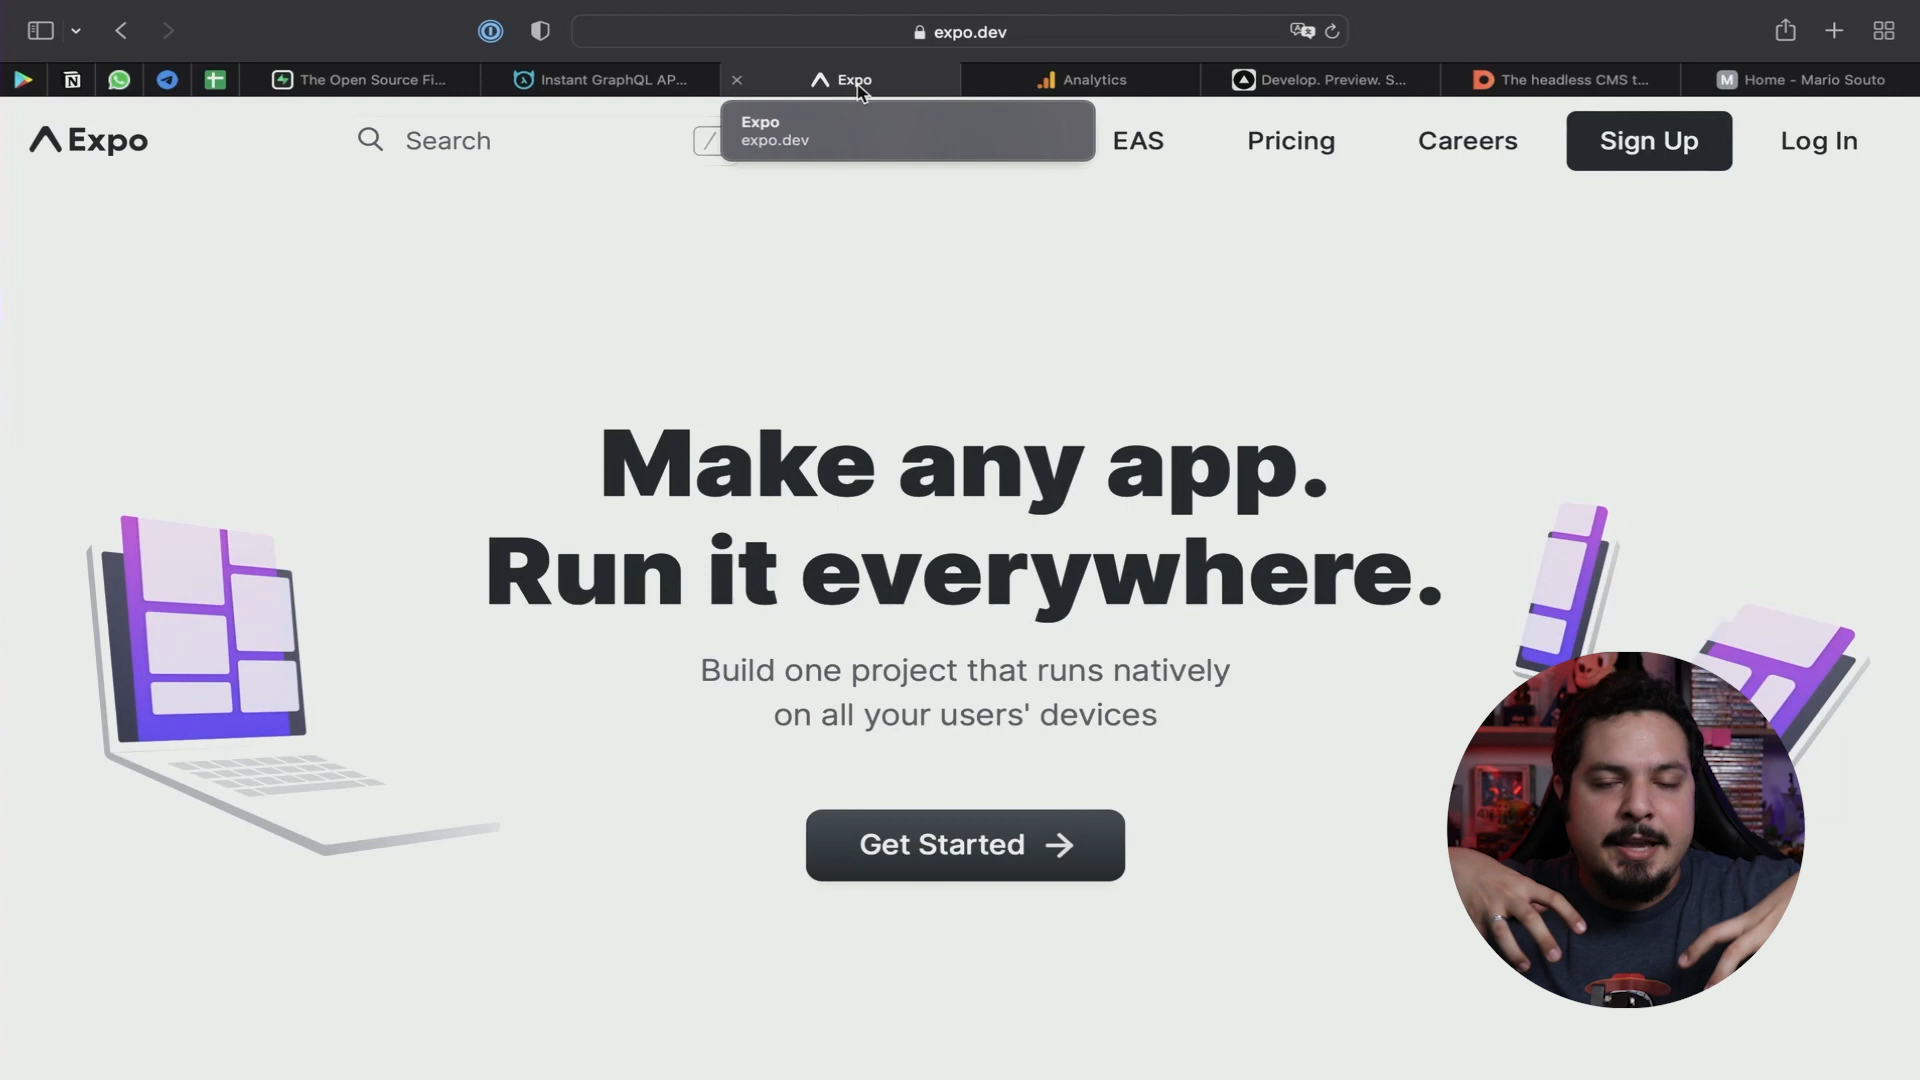 expo.dev
The Open Source Fi...
Instant GraphQL AP...
Expo
Analytics
Develop. Preview. S...
The headless CMS t...
M
Home - Mario Souto
Expo
expo.dev
Expo
Search
/
EAS
Pricing
Careers
Sign Up
Log In
Make any app.
Run it everywhere.
Build one project that runs natively
on all your users' devices
Get Started →